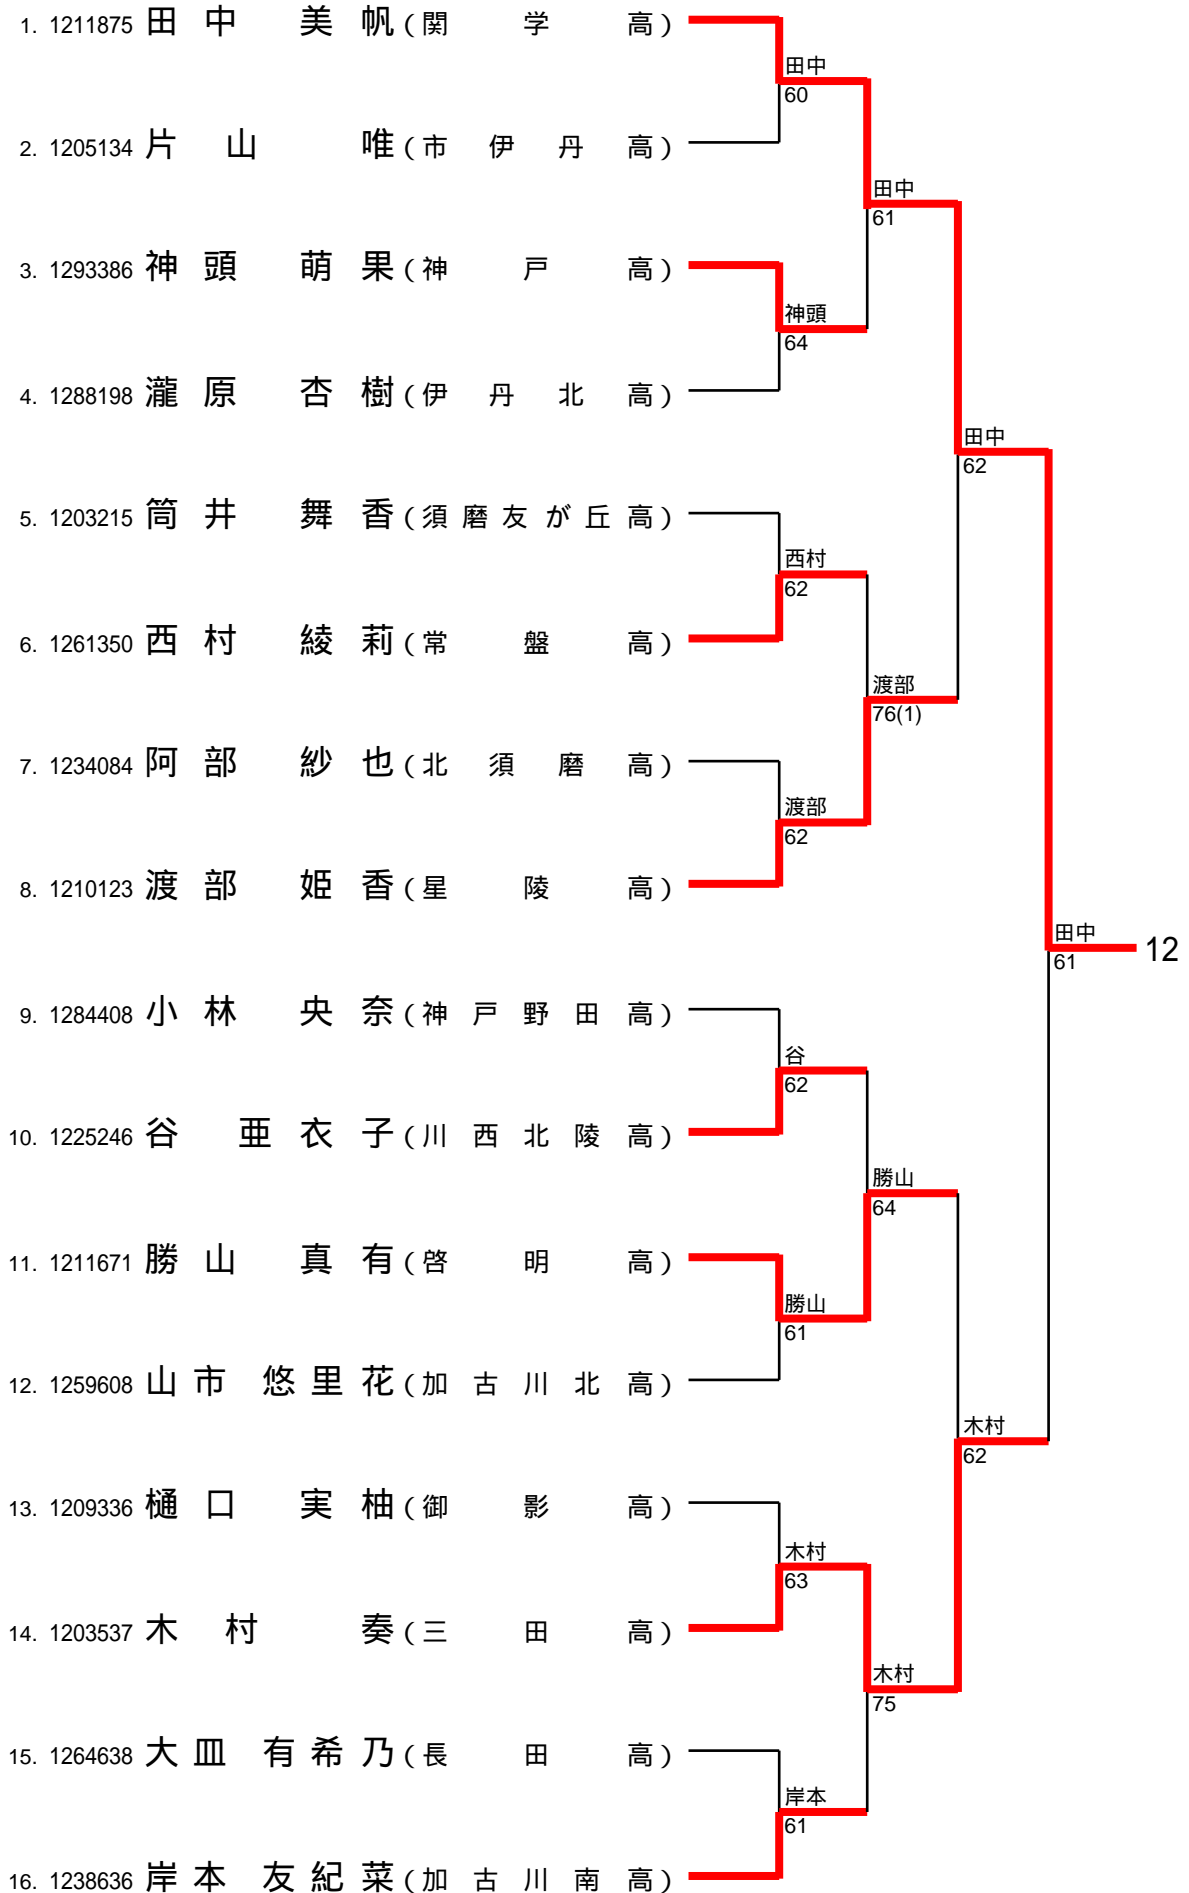 1. 1211875 田中 美帆(関学高)
田中
60
2. 1205134 片山 唯(市伊丹高)
田中
61
3. 1293386 神頭 萌果(神戸高)
神頭
64
4. 1288198 瀧原 杏樹(伊丹北高)
田中
62
5. 1203215 筒井 舞香(須磨友が丘高)
西村
62
6. 1261350 西村 綾莉(常盤高)
渡部
76(1)
7. 1234084 阿部 紗也(北須磨高)
渡部
62
8. 1210123 渡部 姫香(星陵高)
田中
61
12
9. 1284408 小林 央奈(神戸野田高)
谷
62
10. 1225246 谷 亜衣子(川西北陵高)
勝山
64
11. 1211671 勝山 真有(啓明高)
勝山
61
12. 1259608 山市 悠里花(加古川北高)
木村
62
13. 1209336 樋口 実柚(御影高)
木村
63
14. 1203537 木村 奏(三田高)
木村
75
15. 1264638 大皿 有希乃(長田高)
岸本
61
16. 1238636 岸本 友紀菜(加古川南高)